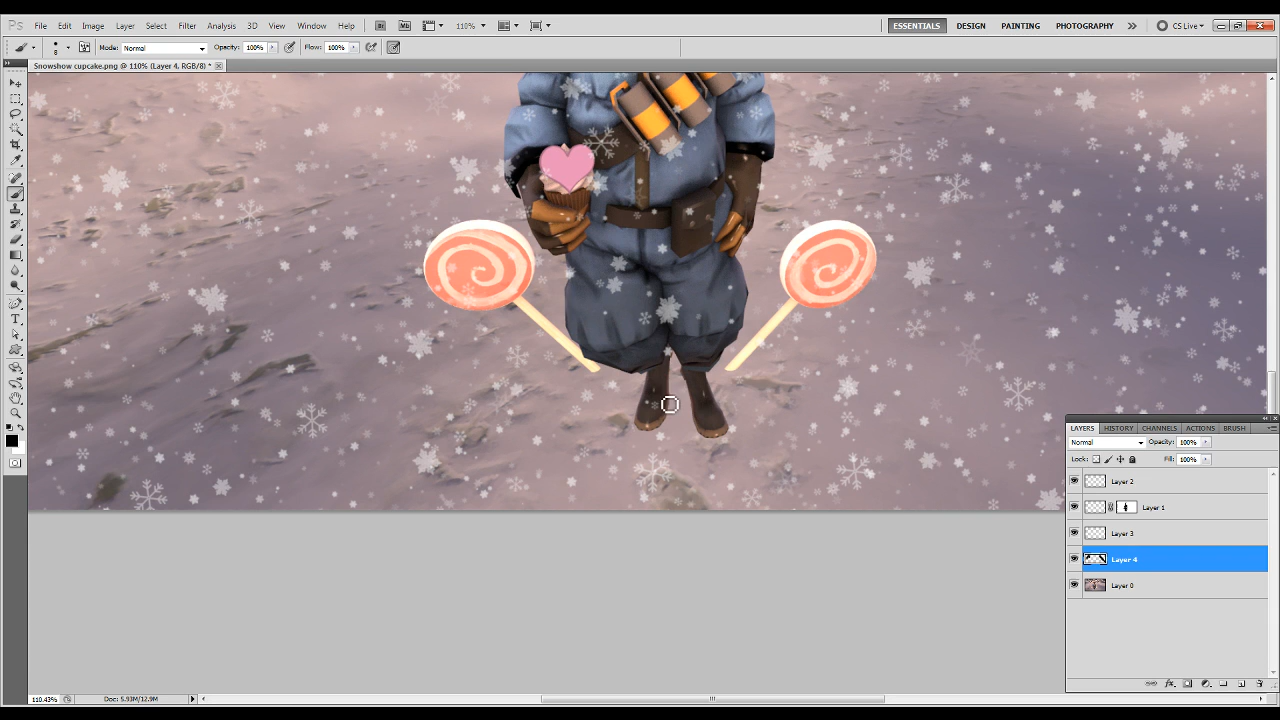 Ps File Edit Image Layer Select Filter Analysis 3D View Window Help Br Mb 110% ESSENTIALS DESIGN PAINTING PHOTOGRAPHY CS Live
8 Mode: Normal Opacity: 100% Flow: 100%
Snowshow cupcake.png @ 110% (Layer 4, RGB/8) *
LAYERS HISTORY CHANNELS ACTIONS BRUSH
Normal Opacity: 100%
Lock: Fill: 100%
Layer 2
Layer 1
Layer 3
Layer 4
Layer 0
110.43% Doc: 5.93M/12.9M